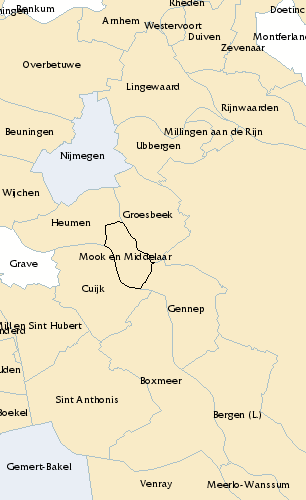 Renkum
Rheden
Doetinc
Arnhem
Westervoort
Duiven
Montferland
Zevenaar
Overbetuwe
Lingewaard
Rijnwaarden
Beuningen
Millingen aan de Rijn
Ubbergen
Nijmegen
Wijchen
Groesbeek
Heumen
Mook en Middelaar
Grave
Cuijk
Gennep
Mill en Sint Hubert
Boxmeer
Sint Anthonis
Boekel
Bergen (L.)
Gemert-Bakel
Venray
Meerlo-Wanssum